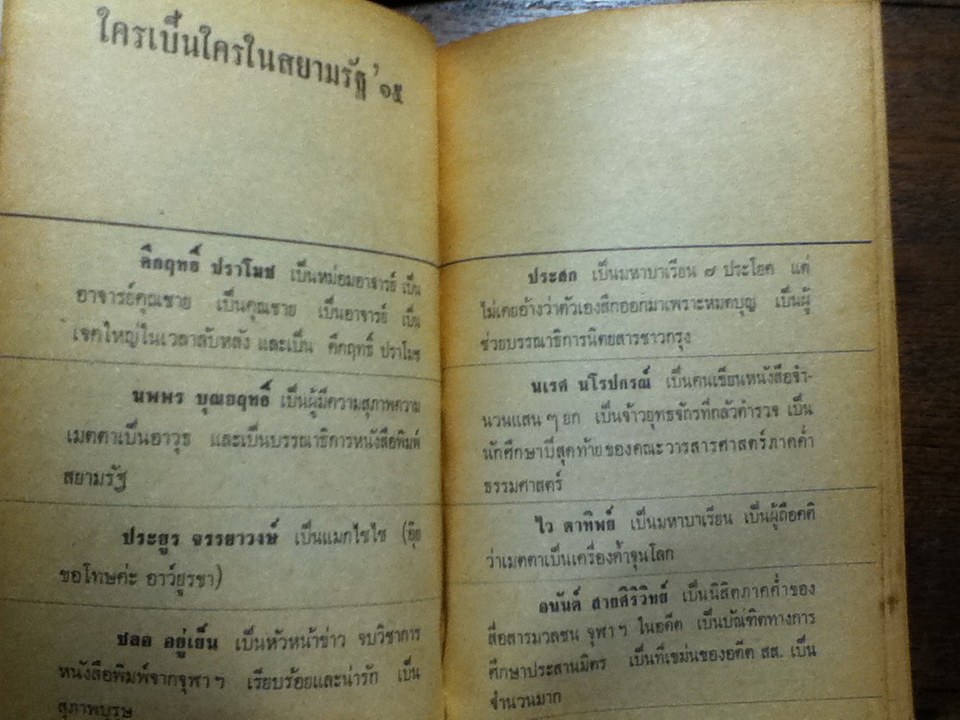 ใครเป็นใครในสยามรัฐ '๑๕
คึกฤทธิ์ ปราโมช เป็นหม่อมอาจารย์ เป็น
อาจารย์คุณชาย เป็นคุณชาย เป็นอาจารย์ เป็น
เจคใหญ่ในเวลาลับหลัง และเป็น คึกฤทธิ์ ปราโมช
นพพร บุณยฤทธิ์ เป็นผู้มีความสุภาพความ
เมตตาเป็นอาวุธ และเป็นบรรณาธิการหนังสือพิมพ์
สยามรัฐ
ประยูร จรรยาวงษ์ เป็นแมกไซไซ (อุ๊ย
ขอโทษค่ะ อาว์ยูรขา)
ชลอ อยู่เย็น เป็นหัวหน้าข่าว จบวิชาการ
หนังสือพิมพ์จากจุฬา ฯ เรียบร้อยและน่ารัก เป็น
สุภาพบุรุษ
ประสก เป็นมหาบาเรียน ๗ ประโยค แต่
ไม่เคยอ้างว่าตัวเองสึกออกมาเพราะหมดบุญ เป็นผู้
ช่วยบรรณาธิการนิตยสารชาวกรุง
นเรศ นโรปกรณ์ เป็นคนเขียนหนังสือจำ-
นวนแสน ๆ ยก เป็นจ้าวยุทธจักรที่กลัวตำรวจ เป็น
นักศึกษาปีสุดท้ายของคณะวารสารศาสตร์ภาคค่ำ
ธรรมศาสตร์
ไว ตาทิพย์ เป็นมหาบาเรียน เป็นผู้ถือคติ
ว่าเมตตาเป็นเครื่องค้ำจุนโลก
อนันต์ สายศิริวิทย์ เป็นนิสิตภาคค่ำของ
สื่อสารมวลชน จุฬา ฯ ในอดีต เป็นบัณฑิตทางการ
ศึกษาประสานมิตร เป็นที่เขม่นของอดีต สส. เป็น
จำนวนมาก